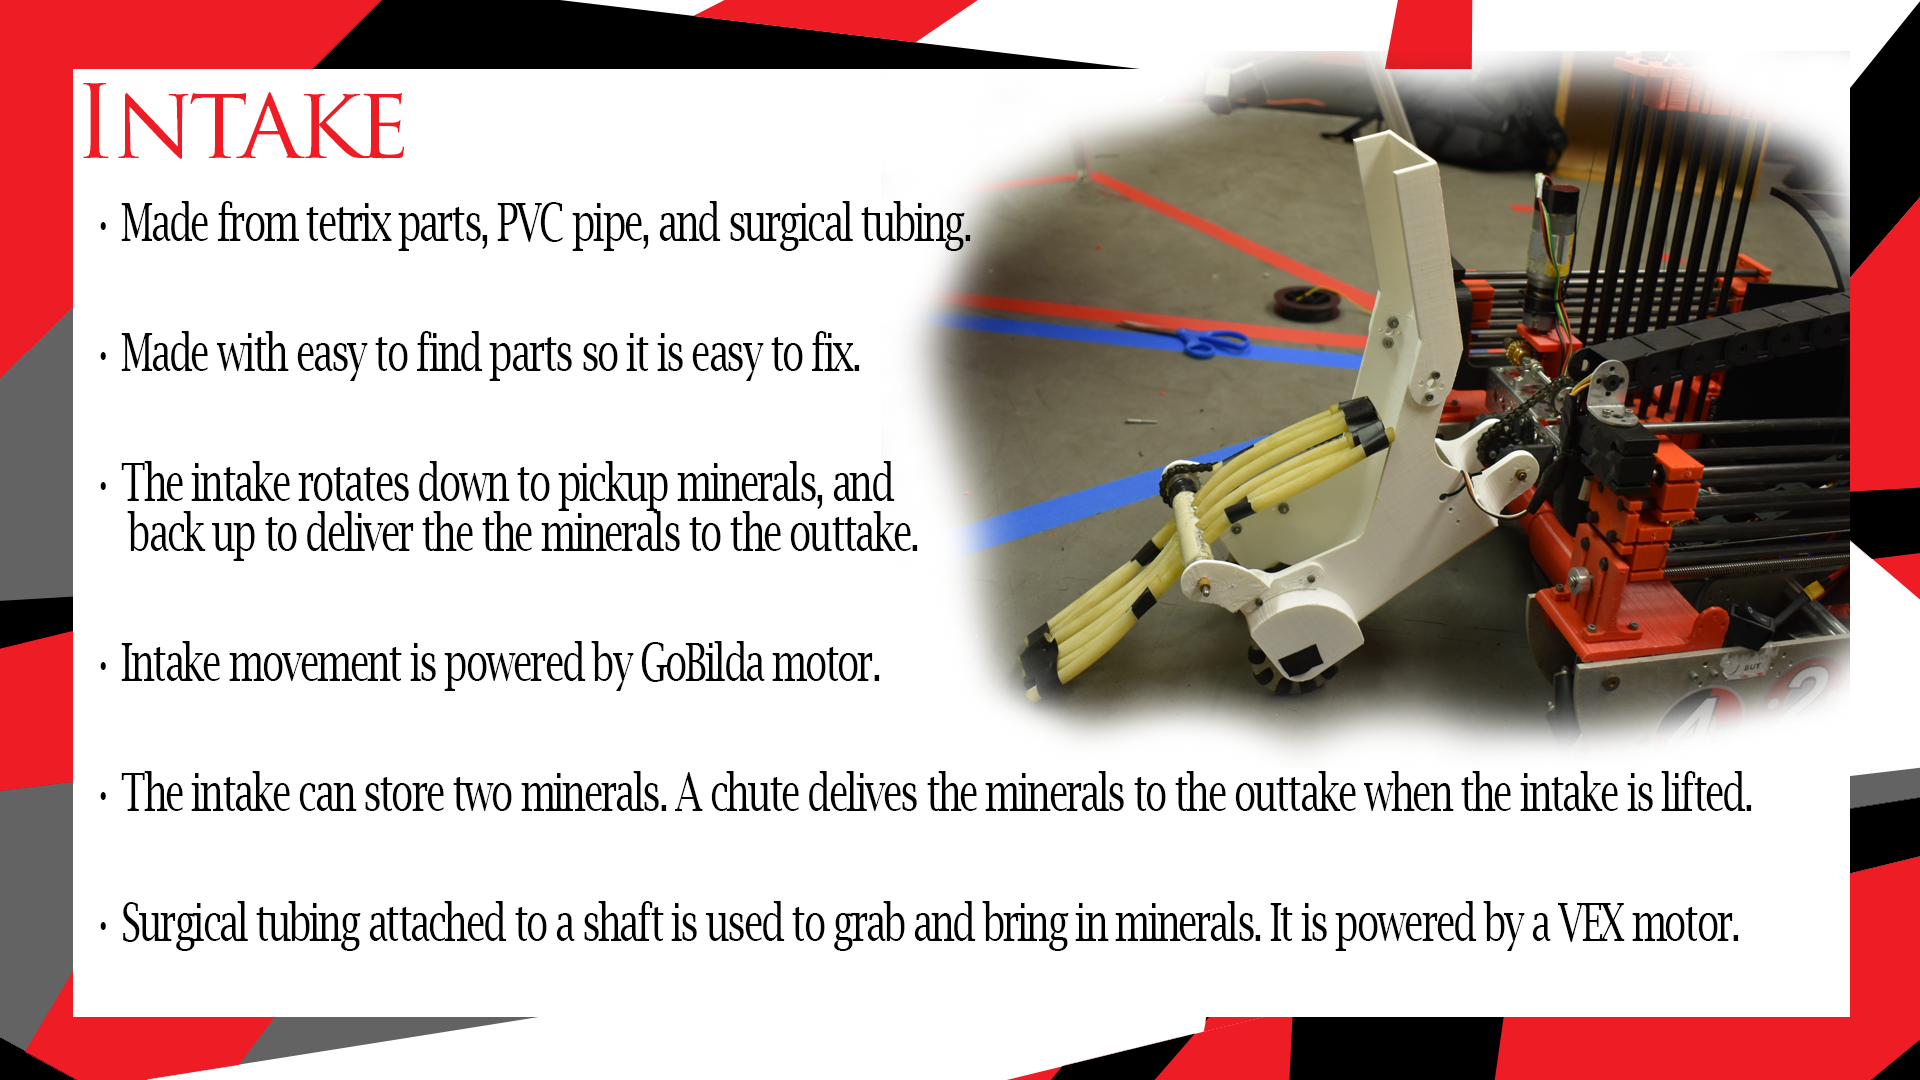 INTAKE
· Made from tetrix parts, PVC pipe, and surgical tubing.
· Made with easy to find parts so it is easy to fix.
· The intake rotates down to pickup minerals, and
back up to deliver the the minerals to the outtake.
· Intake movement is powered by GoBilda motor.
· The intake can store two minerals. A chute delives the minerals to the outtake when the intake is lifted.
· Surgical tubing attached to a shaft is used to grab and bring in minerals. It is powered by a VEX motor.
BUT
4
2